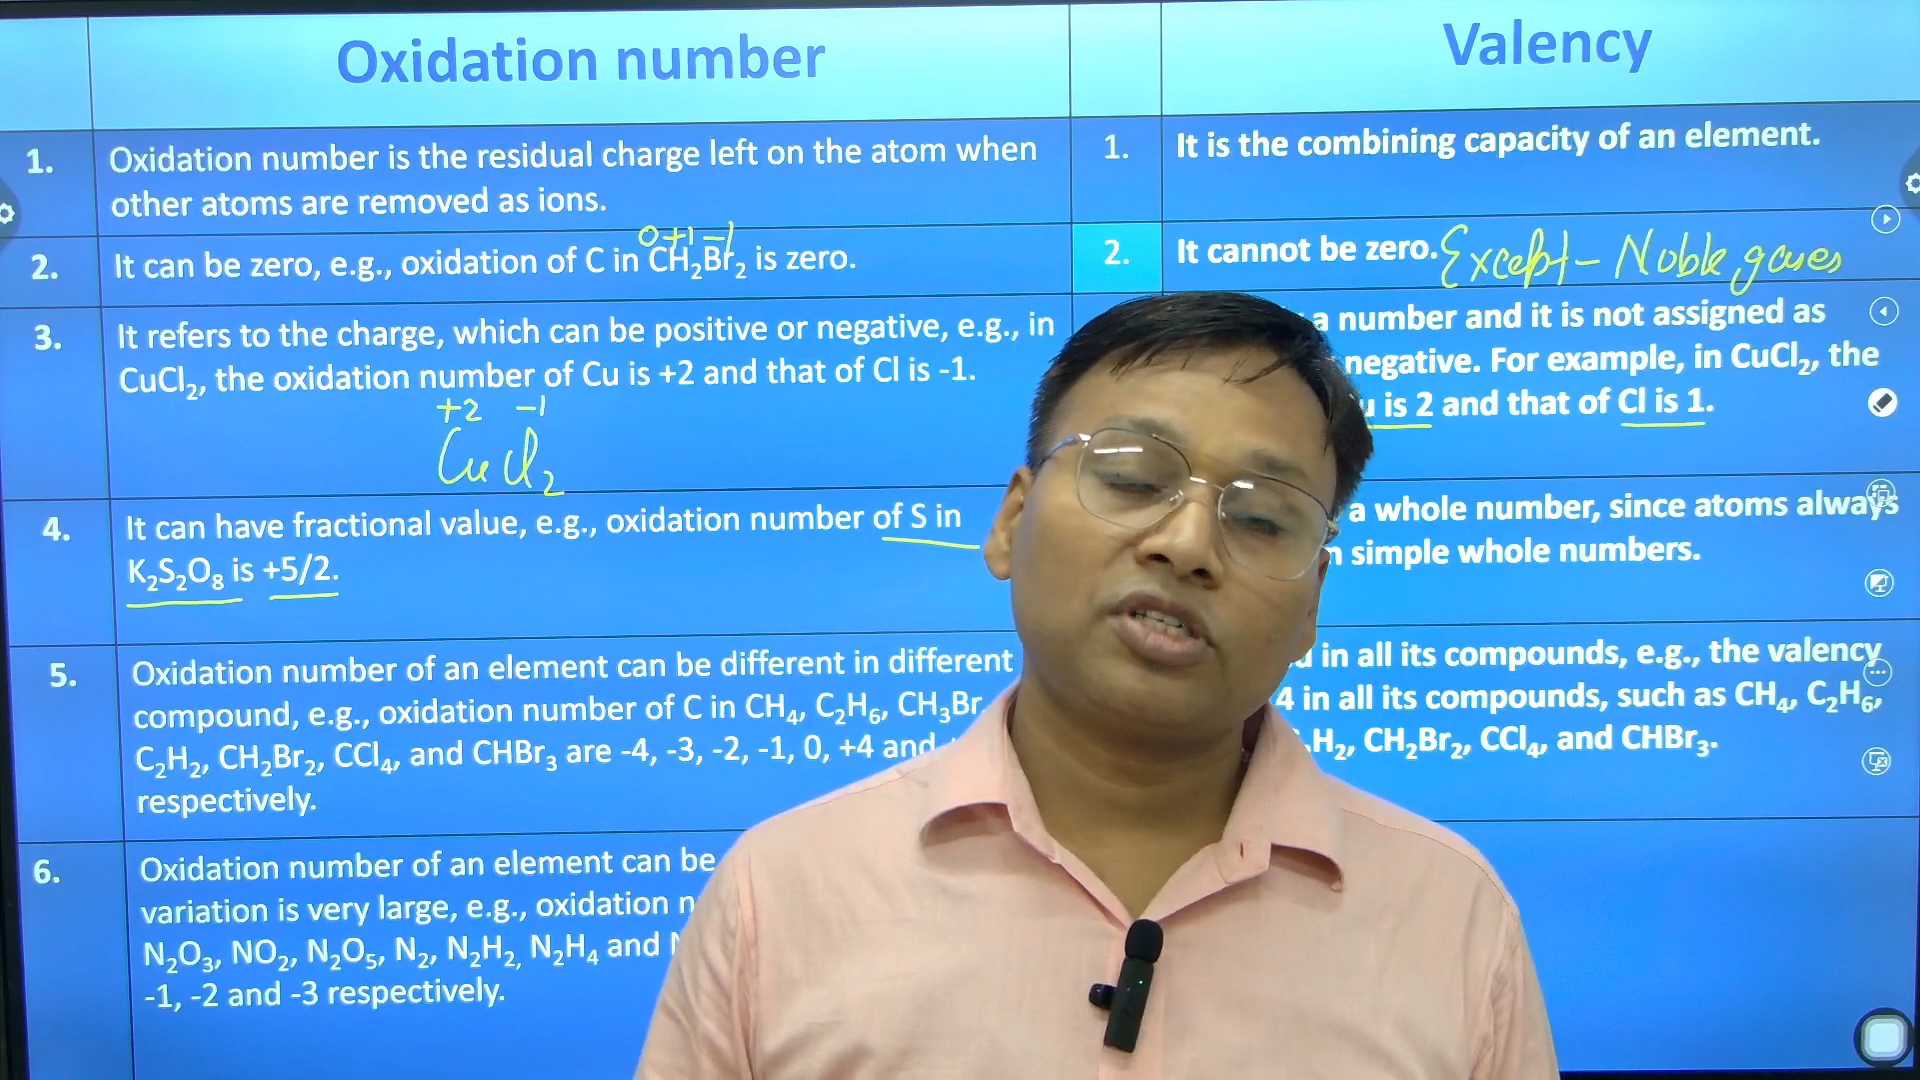 Oxidation number
Valency
1. Oxidation number is the residual charge left on the atom when
other atoms are removed as ions.
1. It is the combining capacity of an element.
0 +1 -1
2. It can be zero, e.g., oxidation of C in CH₂Br₂ is zero.
2. It cannot be zero. Except - Noble gases
3. It refers to the charge, which can be positive or negative, e.g., in
CuCl₂, the oxidation number of Cu is +2 and that of Cl is -1.
+2 -1
CuCl₂
a number and it is not assigned as
negative. For example, in CuCl₂, the
is 2 and that of Cl is 1.
4. It can have fractional value, e.g., oxidation number of S in
K₂S₂O₈ is +5/2.
a whole number, since atoms always
simple whole numbers.
5. Oxidation number of an element can be different in different
compound, e.g., oxidation number of C in CH₄, C₂H₆, CH₃Br,
C₂H₂, CH₂Br₂, CCl₄, and CHBr₃ are -4, -3, -2, -1, 0, +4 and
respectively.
in all its compounds, e.g., the valency
4 in all its compounds, such as CH₄, C₂H₆,
H₂, CH₂Br₂, CCl₄, and CHBr₃.
6. Oxidation number of an element can be
variation is very large, e.g., oxidation
N₂O₃, NO₂, N₂O₅, N₂, N₂H₂, N₂H₄ and
-1, -2 and -3 respectively.